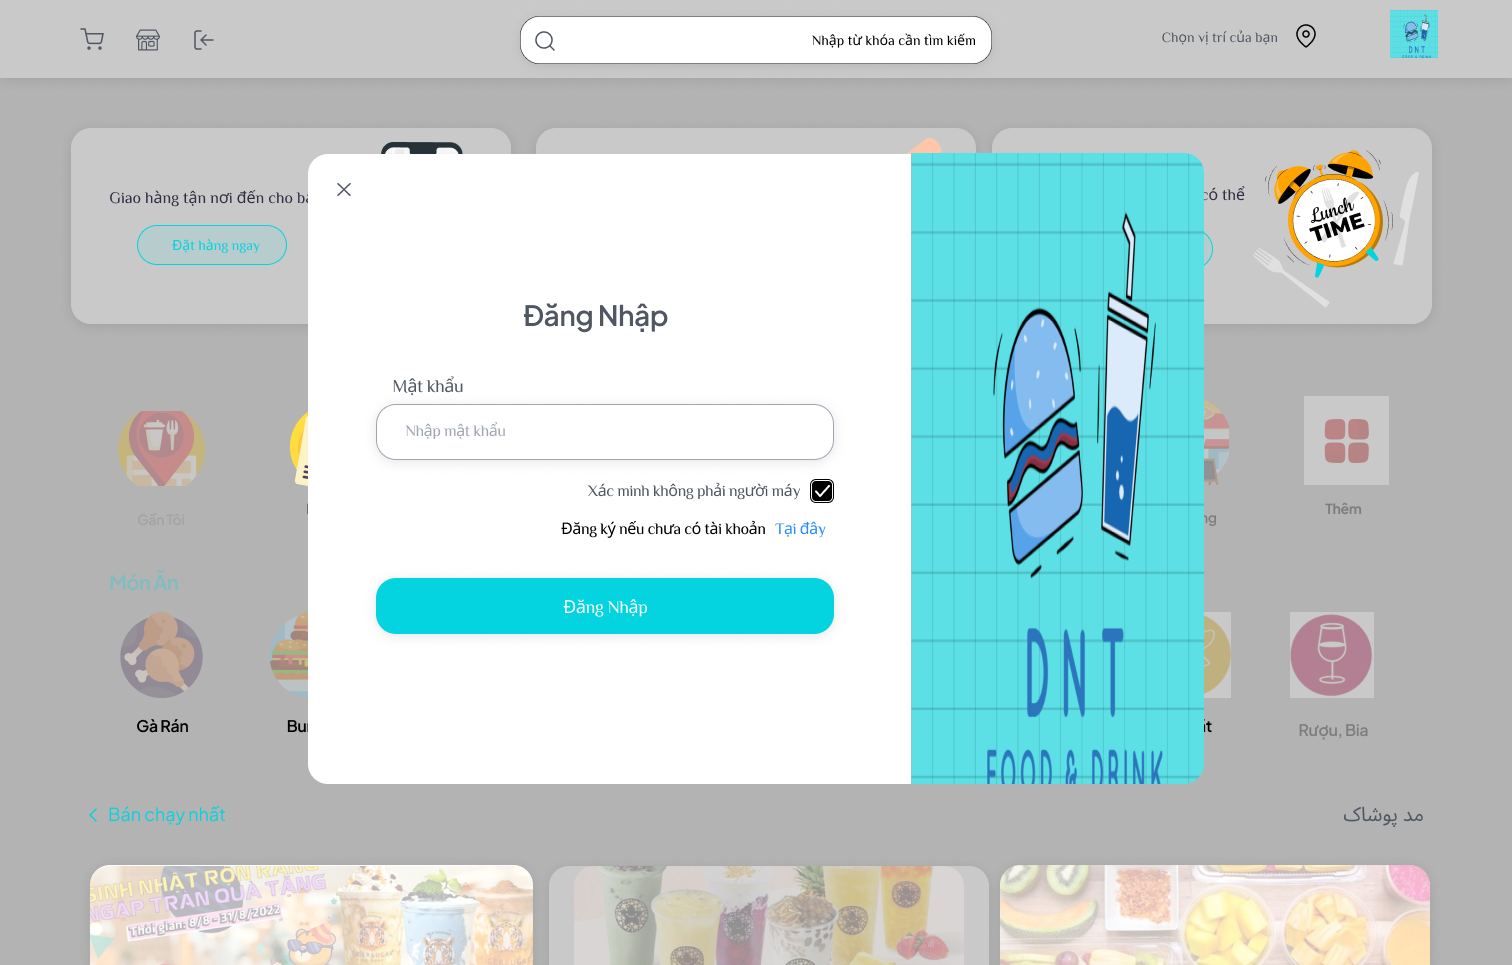 Nhập từ khóa cần tìm kiếm
Chọn vị trí của bạn
DNT
Giao hàng tận nơi đến cho
Đặt hàng ngay
có thể
Lunch
TIME
Đăng Nhập
Mật khẩu
Nhập mật khẩu
Xác minh không phải người máy
Đăng ký nếu chưa có tài khoản Tại đây
Đăng Nhập
DNT
FOOD & DRINK
Gần Tôi
Thêm
Món Ăn
Gà Rán
Rượu, Bia
Bán chạy nhất
مد پوشاک
SINH NHẬT RỘN RÀNG
NGẬP TRÀN QUÀ TẶNG
Thời gian: 8/8 - 31/8/2022